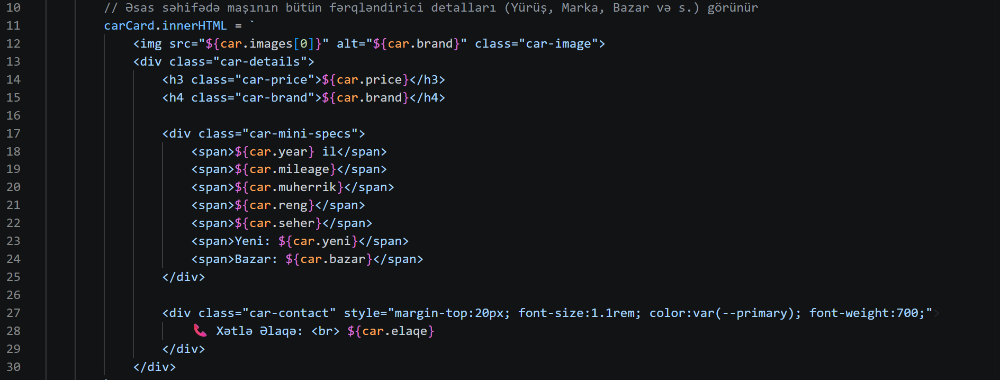 10 // Əsas səhifədə maşının bütün fərqləndirici detalları (Yürüş, Marka, Bazar və s.) görünür
11 carCard.innerHTML = `
12 <img src="${car.images[0]}" alt="${car.brand}" class="car-image">
13 <div class="car-details">
14 <h3 class="car-price">${car.price}</h3>
15 <h4 class="car-brand">${car.brand}</h4>
16
17 <div class="car-mini-specs">
18 <span>${car.year} il</span>
19 <span>${car.mileage}</span>
20 <span>${car.muherrik}</span>
21 <span>${car.reng}</span>
22 <span>${car.seher}</span>
23 <span>Yeni: ${car.yeni}</span>
24 <span>Bazar: ${car.bazar}</span>
25 </div>
26
27 <div class="car-contact" style="margin-top:20px; font-size:1.1rem; color:var(--primary); font-weight:700;">
28 📞 Xətlə Əlaqə: <br> ${car.elaqe}
29 </div>
30 </div>